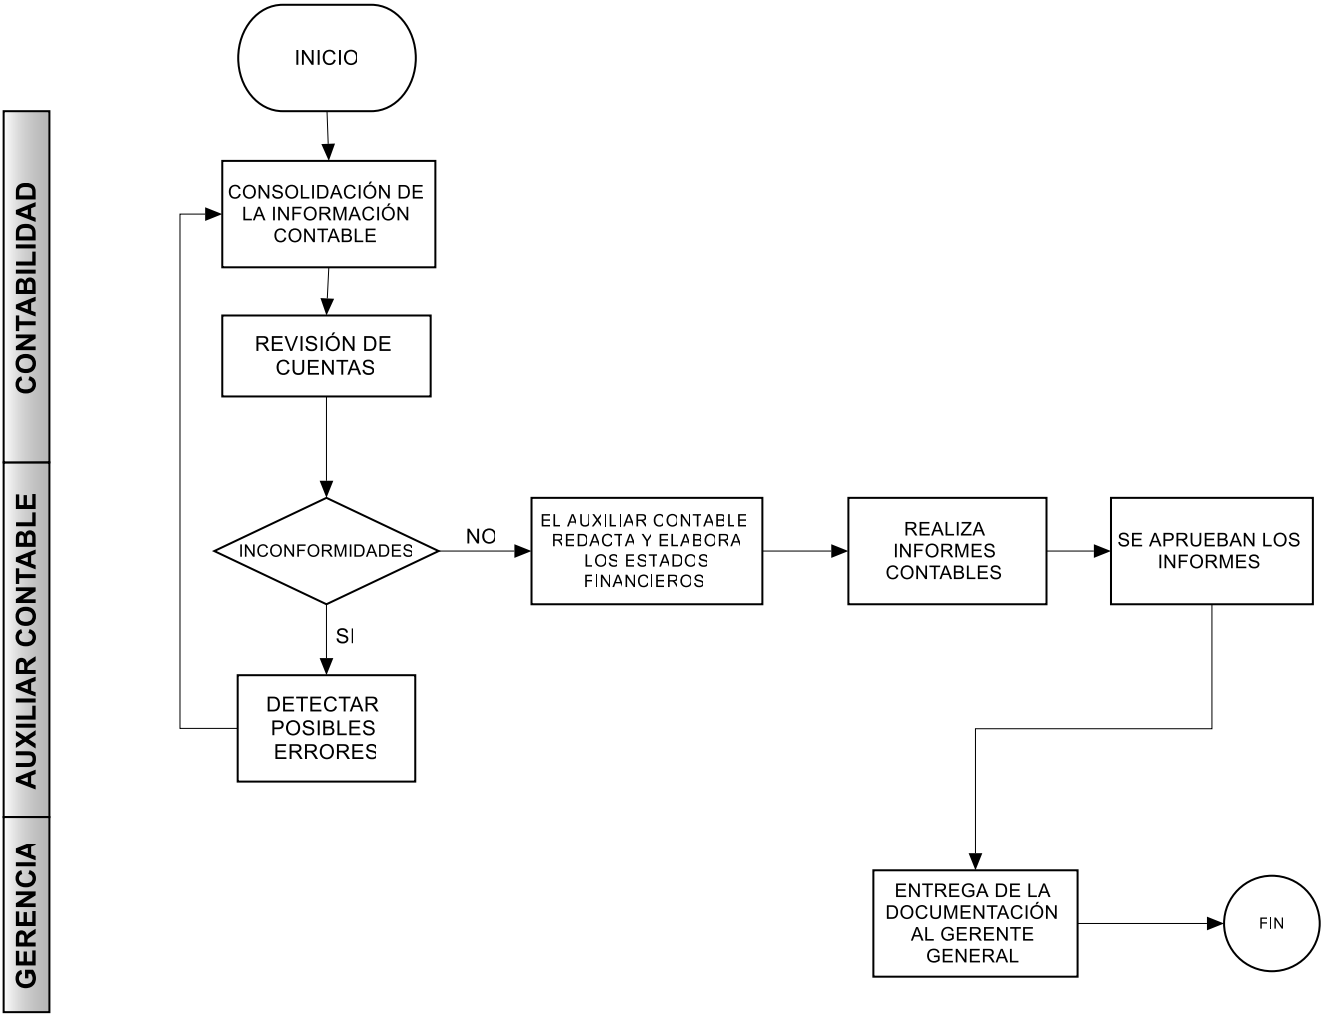 INICIO
CONTABILIDAD
CONSOLIDACIÓN DE
LA INFORMACIÓN
CONTABLE
REVISIÓN DE
CUENTAS
AUXILIAR CONTABLE
INCONFORMIDADES
NO
EL AUXILIAR CONTABLE
REDACTA Y ELABORA
LOS ESTADOS
FINANCIEROS
REALIZA
INFORMES
CONTABLES
SE APRUEBAN LOS
INFORMES
SI
DETECTAR
POSIBLES
ERRORES
GERENCIA
ENTREGA DE LA
DOCUMENTACIÓN
AL GERENTE
GENERAL
FIN